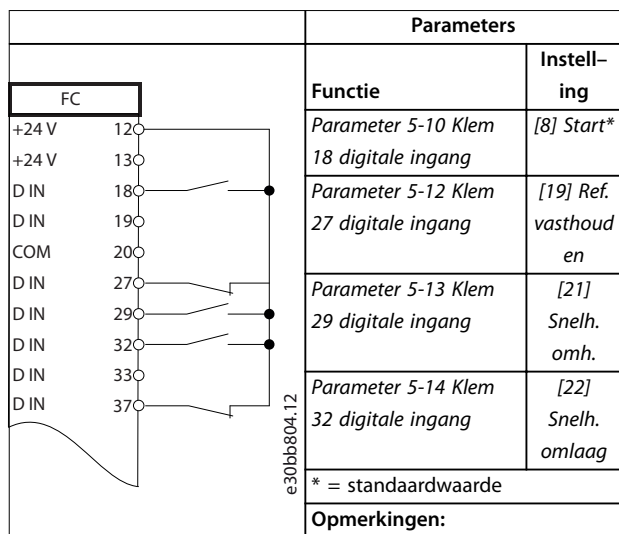 FC
+24 V 12
+24 V 13
D IN 18
D IN 19
COM 20
D IN 27
D IN 29
D IN 32
D IN 33
D IN 37
e30bb804.12
Parameters
Functie
Instell–
ing
Parameter 5-10 Klem
18 digitale ingang
[8] Start*
Parameter 5-12 Klem
27 digitale ingang
[19] Ref.
vasthoud
en
Parameter 5-13 Klem
29 digitale ingang
[21]
Snelh.
omh.
Parameter 5-14 Klem
32 digitale ingang
[22]
Snelh.
omlaag
* = standaardwaarde
Opmerkingen: